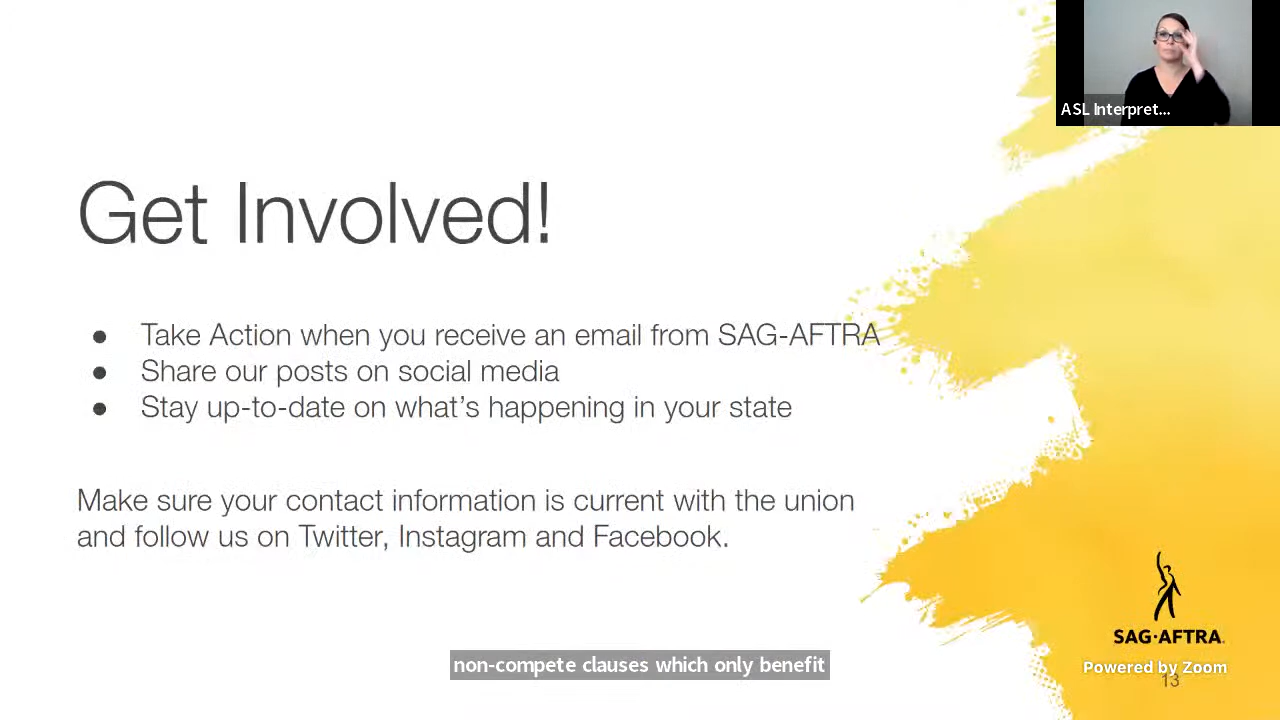 ASL Interpret...
Get Involved!
● Take Action when you receive an email from SAG-AFTRA
● Share our posts on social media
● Stay up-to-date on what's happening in your state
Make sure your contact information is current with the union
and follow us on Twitter, Instagram and Facebook.
SAG·AFTRA
non-compete clauses which only benefit
Powered by Zoom
13